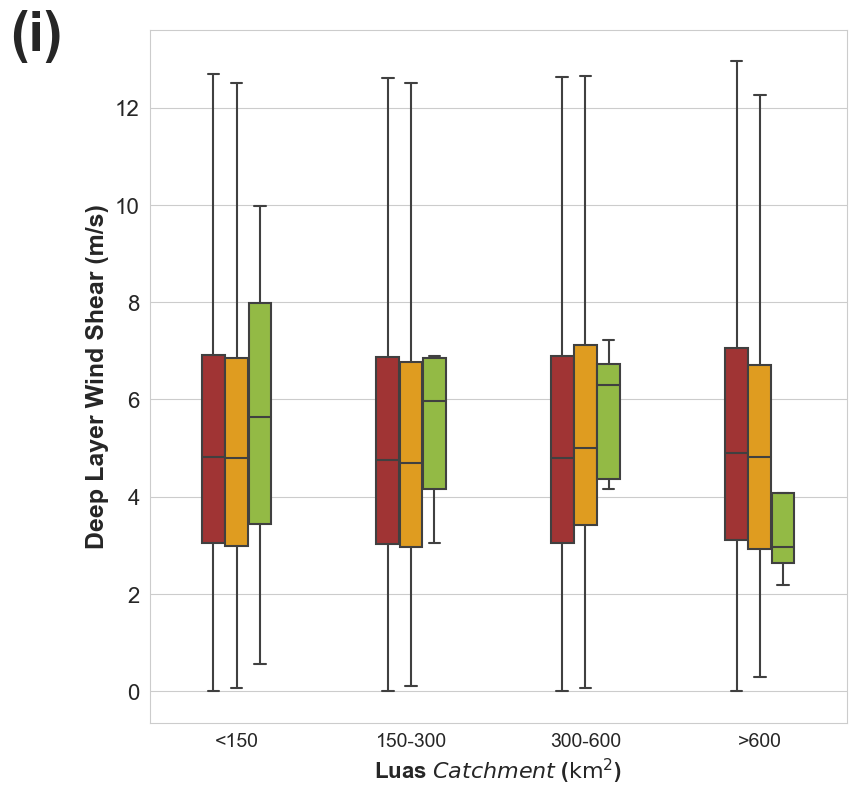 (i)
Deep Layer Wind Shear (m/s)
12
10
8
6
4
2
0
<150 150-300 300-600 >600
Luas Catchment (km²)